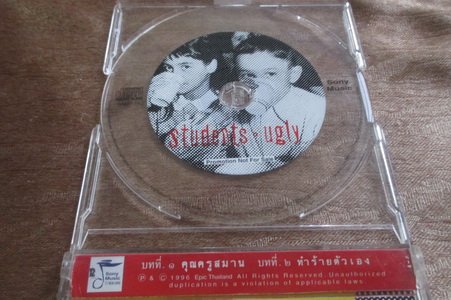 Sony
Music
students · ugly
Promotion Not For Sale
Sony
Music
บทที่. ๑ คุณครูสมาน บทที่. ๒ ทำร้ายตัวเอง
℗ & © 1996 Epic Thailand All Rights Reserved. Unauthorized
duplication is a violation of applicable laws